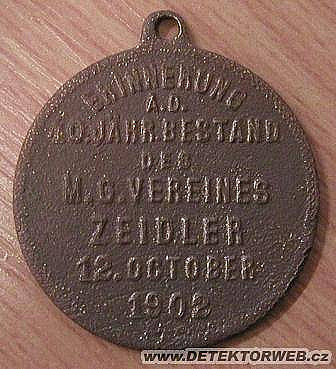 ERINNERUNG
A.D.
40.JÄHR.BESTAND
DES
M.G.VEREINES
ZEIDLER
12.OCTOBER
1902
WWW.DETEKTORWEB.cz